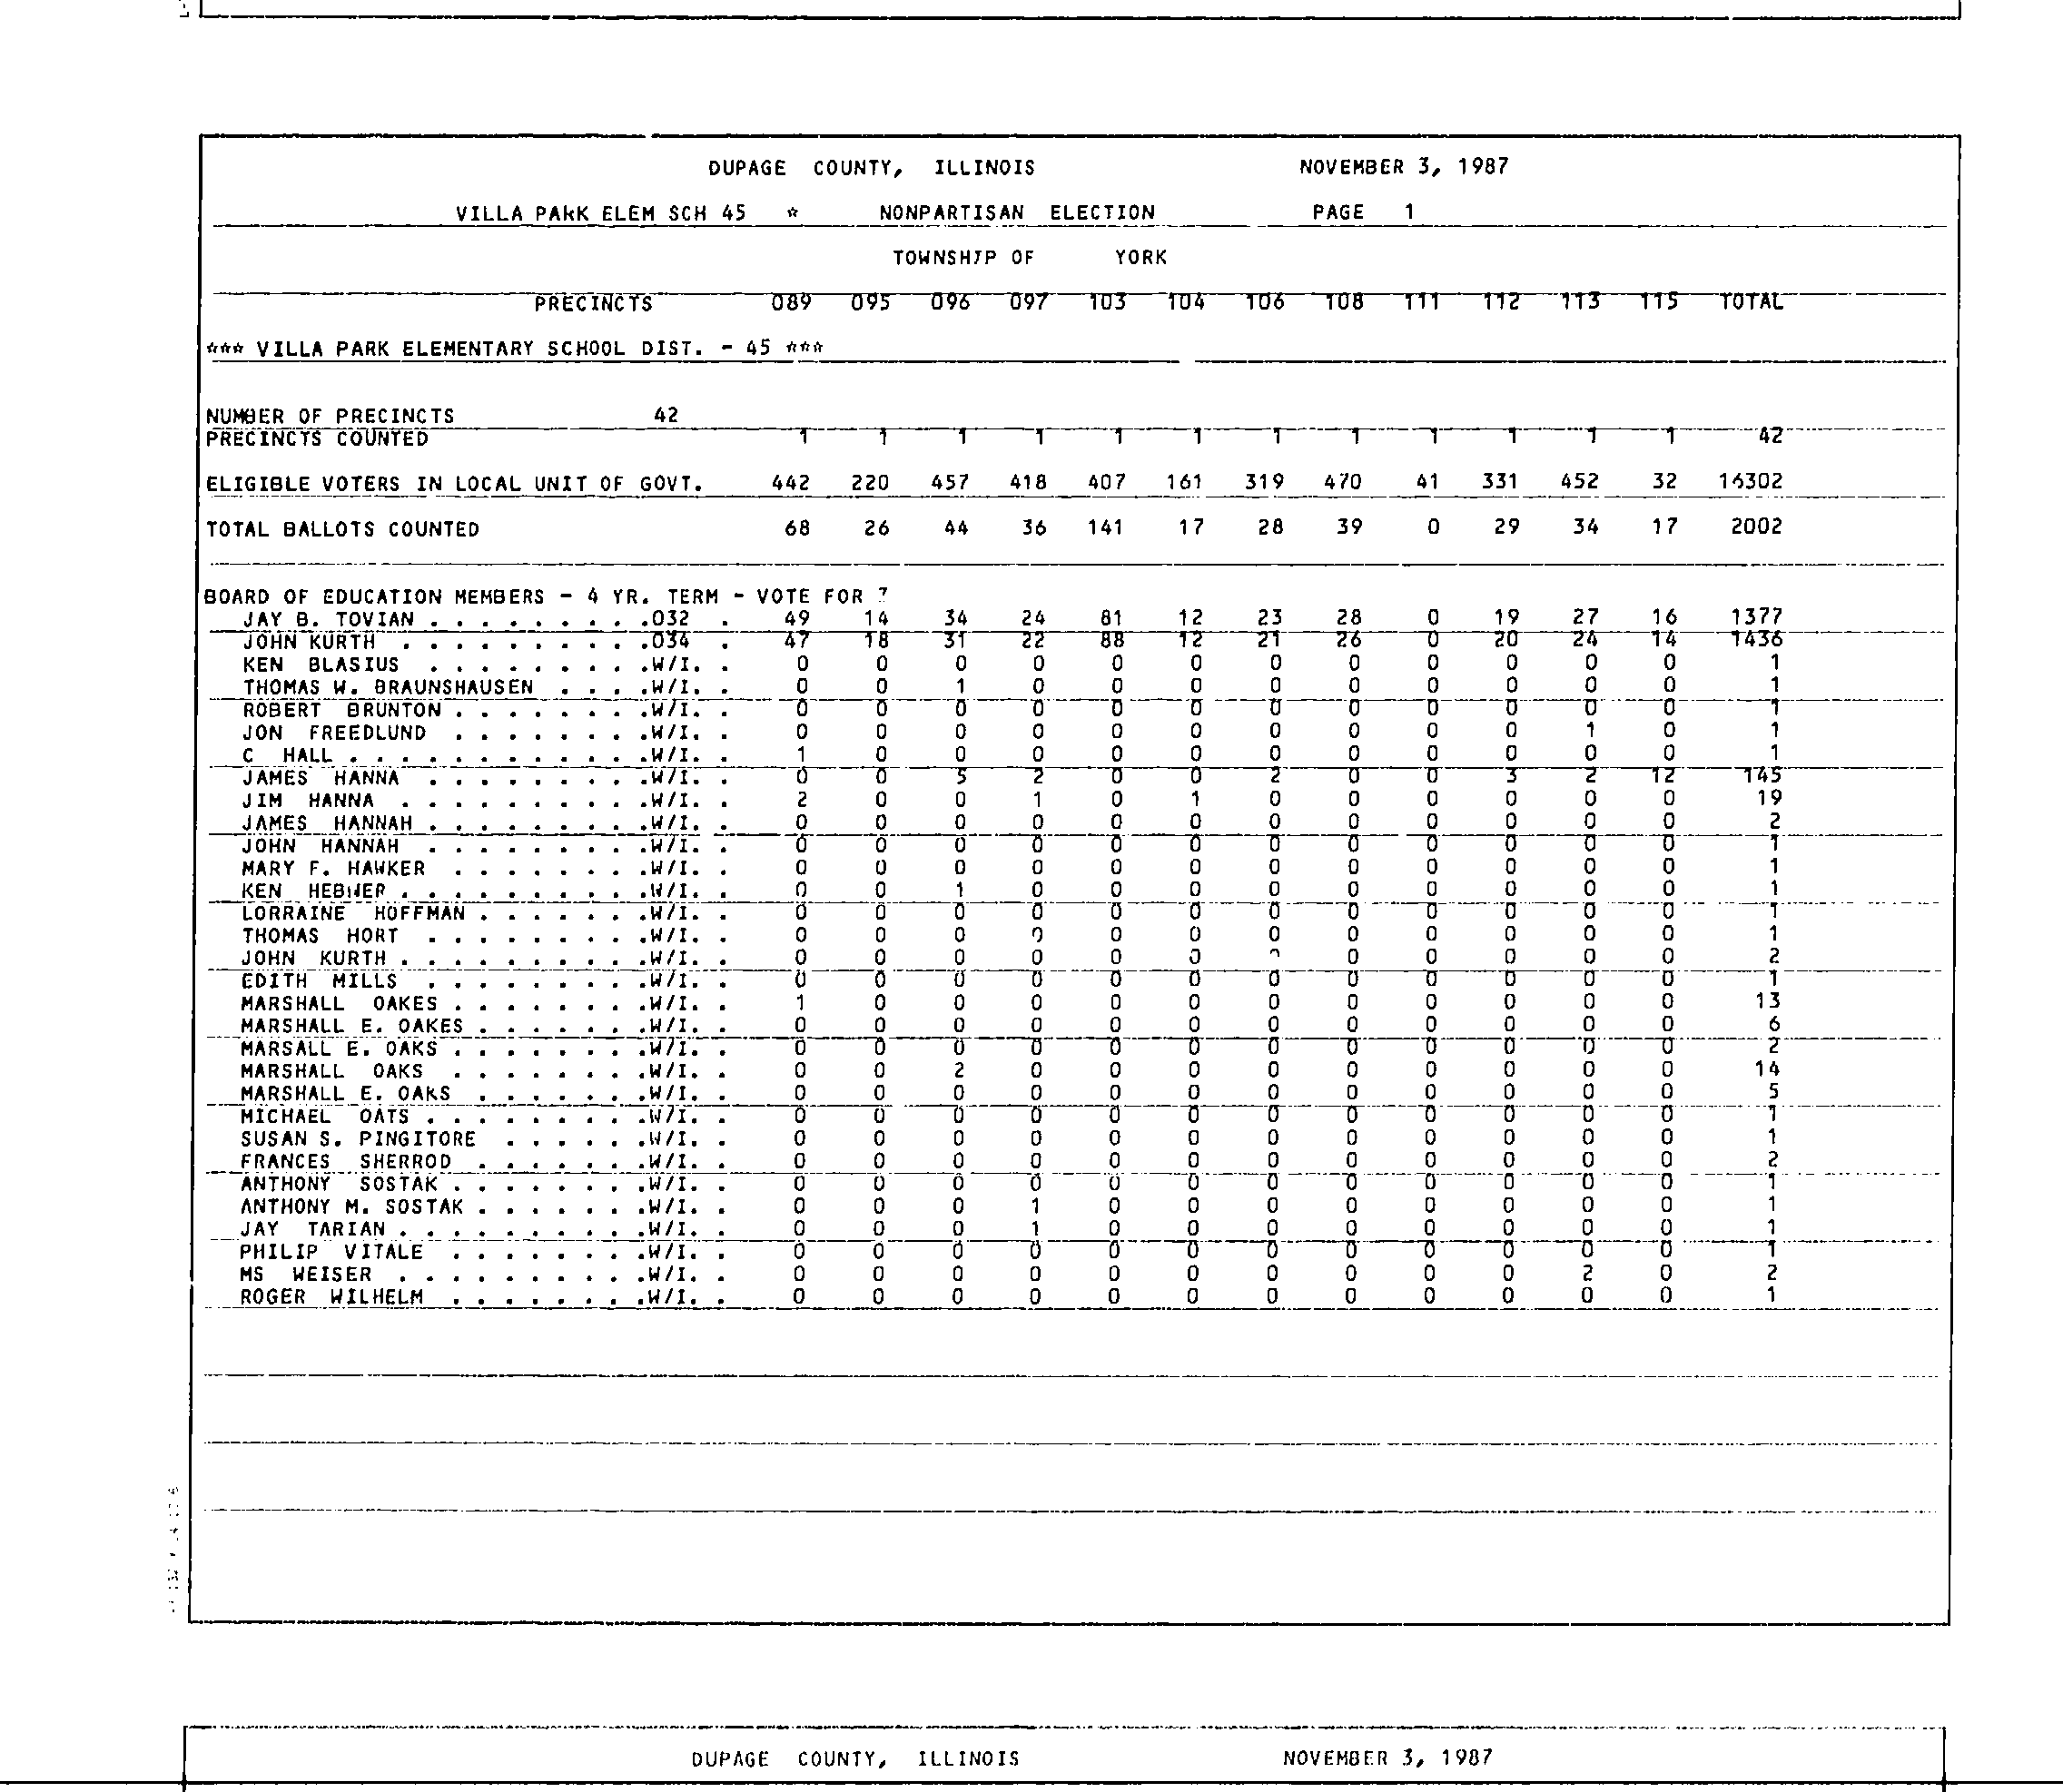 DUPAGE COUNTY, ILLINOIS NOVEMBER 3, 1987
VILLA PARK ELEM SCH 45 * NONPARTISAN ELECTION PAGE 1
TOWNSHIP OF YORK
PRECINCTS 089 095 096 097 103 104 106 108 111 112 113 115 TOTAL
*** VILLA PARK ELEMENTARY SCHOOL DIST. - 45 ***
NUMBER OF PRECINCTS 42
PRECINCTS COUNTED 1 1 1 1 1 1 1 1 1 1 1 1 42
ELIGIBLE VOTERS IN LOCAL UNIT OF GOVT. 442 220 457 418 407 161 319 470 41 331 452 32 16302
TOTAL BALLOTS COUNTED 68 26 44 36 141 17 28 39 0 29 34 17 2002
BOARD OF EDUCATION MEMBERS - 4 YR. TERM - VOTE FOR
JAY B. TOVIAN . . . . . . . . .032 . 49 14 34 24 81 12 23 28 0 19 27 16 1377
JOHN KURTH . . . . . . . . . .034 . 47 18 31 22 88 12 21 26 0 20 24 14 1436
KEN BLASIUS . . . . . . . . .W/I. . 0 0 0 0 0 0 0 0 0 0 0 0 1
THOMAS W. BRAUNSHAUSEN . . . .W/I. . 0 0 1 0 0 0 0 0 0 0 0 0 1
ROBERT BRUNTON . . . . . . . .W/I. . 0 0 0 0 0 0 0 0 0 0 0 0 1
JON FREEDLUND . . . . . . . .W/I. . 0 0 0 0 0 0 0 0 0 0 1 0 1
C HALL . . . . . . . . . . . .W/I. . 1 0 0 0 0 0 0 0 0 0 0 0 1
JAMES HANNA . . . . . . . . .W/I. . 0 0 5 2 0 0 2 0 0 3 2 12 145
JIM HANNA . . . . . . . . . .W/I. . 2 0 0 1 0 1 0 0 0 0 0 0 19
JAMES HANNAH . . . . . . . . .W/I. . 0 0 0 0 0 0 0 0 0 0 0 0 2
JOHN HANNAH . . . . . . . . .W/I. . 0 0 0 0 0 0 0 0 0 0 0 0 1
MARY F. HAWKER . . . . . . . .W/I. . 0 0 0 0 0 0 0 0 0 0 0 0 1
KEN HEBNER . . . . . . . . . .W/I. . 0 0 1 0 0 0 0 0 0 0 0 0 1
LORRAINE HOFFMAN . . . . . . .W/I. . 0 0 0 0 0 0 0 0 0 0 0 0 1
THOMAS HORT . . . . . . . . .W/I. . 0 0 0 0 0 0 0 0 0 0 0 0 1
JOHN KURTH . . . . . . . . . .W/I. . 0 0 0 0 0 0 0 0 0 0 0 0 2
EDITH MILLS . . . . . . . . .W/I. . 0 0 0 0 0 0 0 0 0 0 0 0 1
MARSHALL OAKES . . . . . . . .W/I. . 1 0 0 0 0 0 0 0 0 0 0 0 13
MARSHALL E. OAKES . . . . . . .W/I. . 0 0 0 0 0 0 0 0 0 0 0 0 6
MARSALL E. OAKS . . . . . . . .W/I. . 0 0 0 0 0 0 0 0 0 0 0 0 2
MARSHALL OAKS . . . . . . . .W/I. . 0 0 2 0 0 0 0 0 0 0 0 0 14
MARSHALL E. OAKS . . . . . . .W/I. . 0 0 0 0 0 0 0 0 0 0 0 0 5
MICHAEL OATS . . . . . . . . .W/I. . 0 0 0 0 0 0 0 0 0 0 0 0 1
SUSAN S. PINGITORE . . . . . .W/I. . 0 0 0 0 0 0 0 0 0 0 0 0 1
FRANCES SHERROD . . . . . . .W/I. . 0 0 0 0 0 0 0 0 0 0 0 0 2
ANTHONY SOSTAK . . . . . . . .W/I. . 0 0 0 0 0 0 0 0 0 0 0 0 1
ANTHONY M. SOSTAK . . . . . . .W/I. . 0 0 0 1 0 0 0 0 0 0 0 0 1
JAY TARIAN . . . . . . . . . .W/I. . 0 0 0 1 0 0 0 0 0 0 0 0 1
PHILIP VITALE . . . . . . . .W/I. . 0 0 0 0 0 0 0 0 0 0 0 0 1
MS WEISER . . . . . . . . . .W/I. . 0 0 0 0 0 0 0 0 0 0 2 0 2
ROGER WILHELM . . . . . . . .W/I. . 0 0 0 0 0 0 0 0 0 0 0 0 1
DUPAGE COUNTY, ILLINOIS NOVEMBER 3, 1987